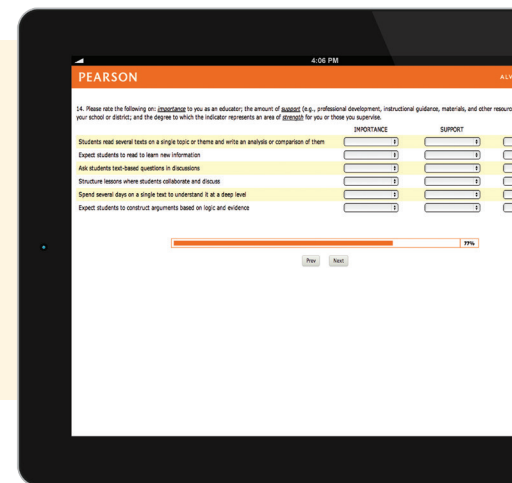 4:06 PM
PEARSON
ALW
14. Please rate the following on: importance to you as an educator; the amount of support (e.g., professional development, instructional guidance, materials, and other resourc
your school or district; and the degree to which the indicator represents an area of strength for you or those you supervise.
IMPORTANCE SUPPORT
Students read several texts on a single topic or theme and write an analysis or comparison of them
Expect students to read to learn new information
Ask students text-based questions in discussions
Structure lessons where students collaborate and discuss
Spend several days on a single text to understand it at a deep level
Expect students to construct arguments based on logic and evidence
77%
Prev Next